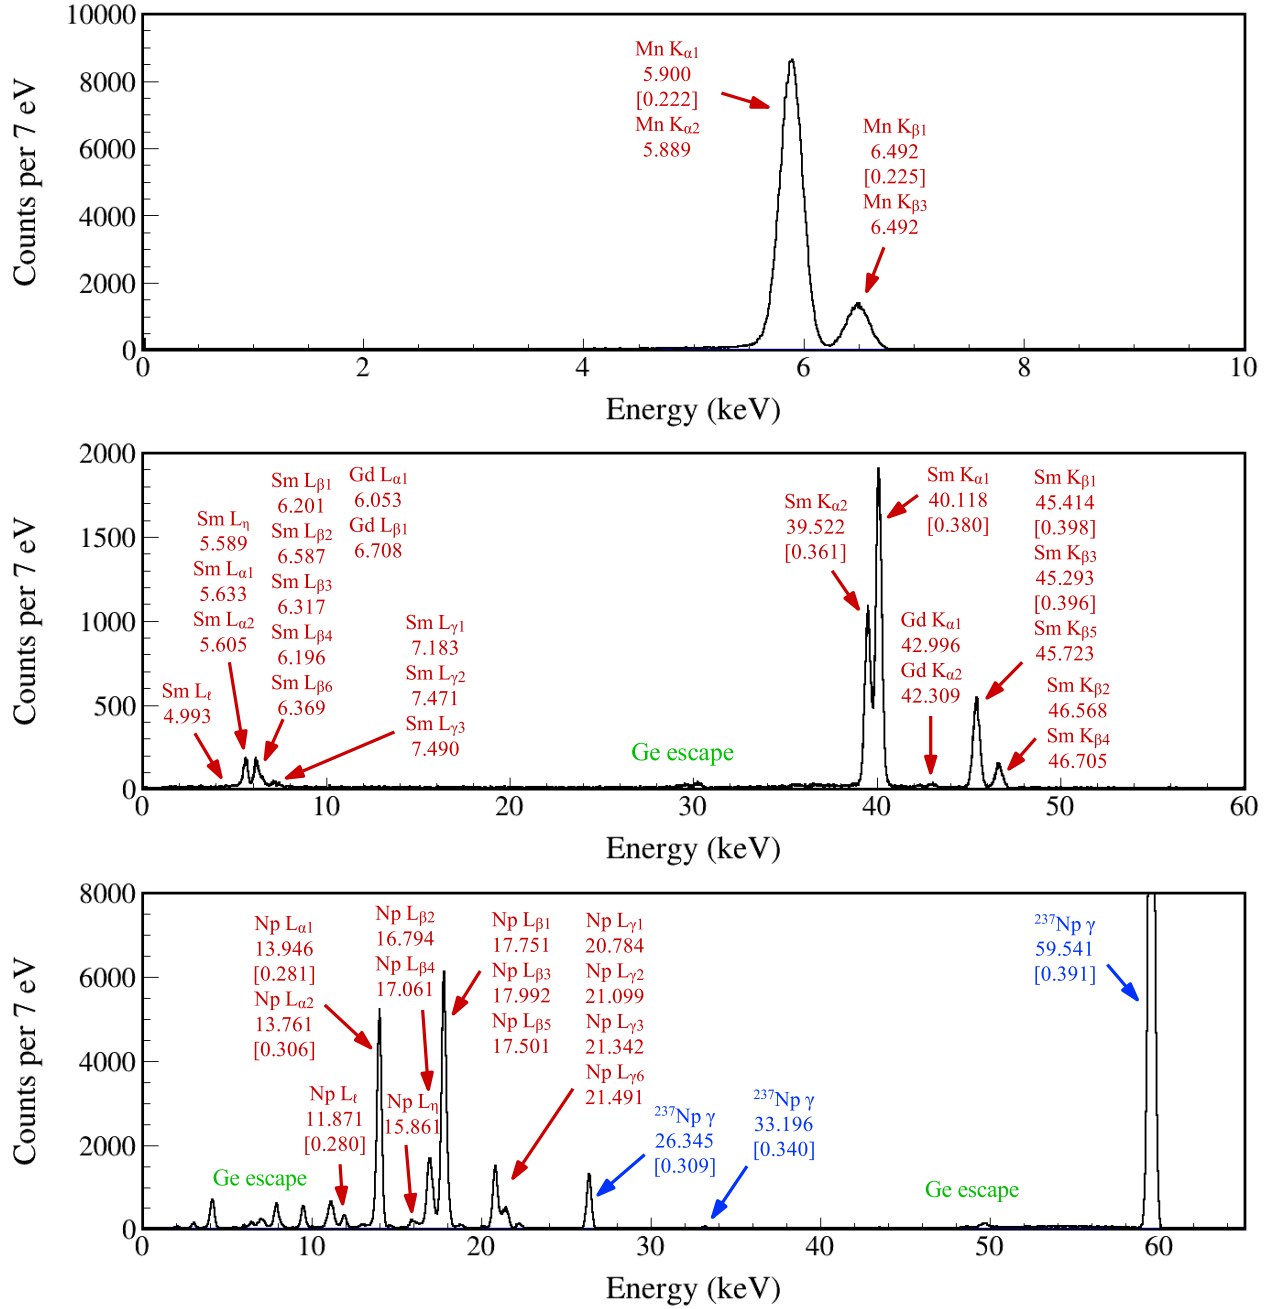 10000
8000
6000
4000
2000
0
Counts per 7 eV
Mn Kα1
5.900
[0.222]
Mn Kα2
5.889
Mn Kβ1
6.492
[0.225]
Mn Kβ3
6.492
0 2 4 6 8 10
Energy (keV)
2000
1500
1000
500
0
Counts per 7 eV
Sm Lℓ
4.993
Sm Lη
5.589
Sm Lα1
5.633
Sm Lα2
5.605
Sm Lβ1
6.201
Sm Lβ2
6.587
Sm Lβ3
6.317
Sm Lβ4
6.196
Sm Lβ6
6.369
Gd Lα1
6.053
Gd Lβ1
6.708
Sm Lγ1
7.183
Sm Lγ2
7.471
Sm Lγ3
7.490
Ge escape
Sm Kα2
39.522
[0.361]
Sm Kα1
40.118
[0.380]
Gd Kα1
42.996
Gd Kα2
42.309
Sm Kβ1
45.414
[0.398]
Sm Kβ3
45.293
[0.396]
Sm Kβ5
45.723
Sm Kβ2
46.568
Sm Kβ4
46.705
0 10 20 30 40 50 60
Energy (keV)
8000
6000
4000
2000
0
Counts per 7 eV
Ge escape
Np Lα1
13.946
[0.281]
Np Lα2
13.761
[0.306]
Np Lℓ
11.871
[0.280]
Np Lβ2
16.794
Np Lβ4
17.061
Np Lη
15.861
Np Lβ1
17.751
Np Lβ3
17.992
Np Lβ5
17.501
Np Lγ1
20.784
Np Lγ2
21.099
Np Lγ3
21.342
Np Lγ6
21.491
237Np γ
26.345
[0.309]
237Np γ
33.196
[0.340]
Ge escape
237Np γ
59.541
[0.391]
0 10 20 30 40 50 60
Energy (keV)